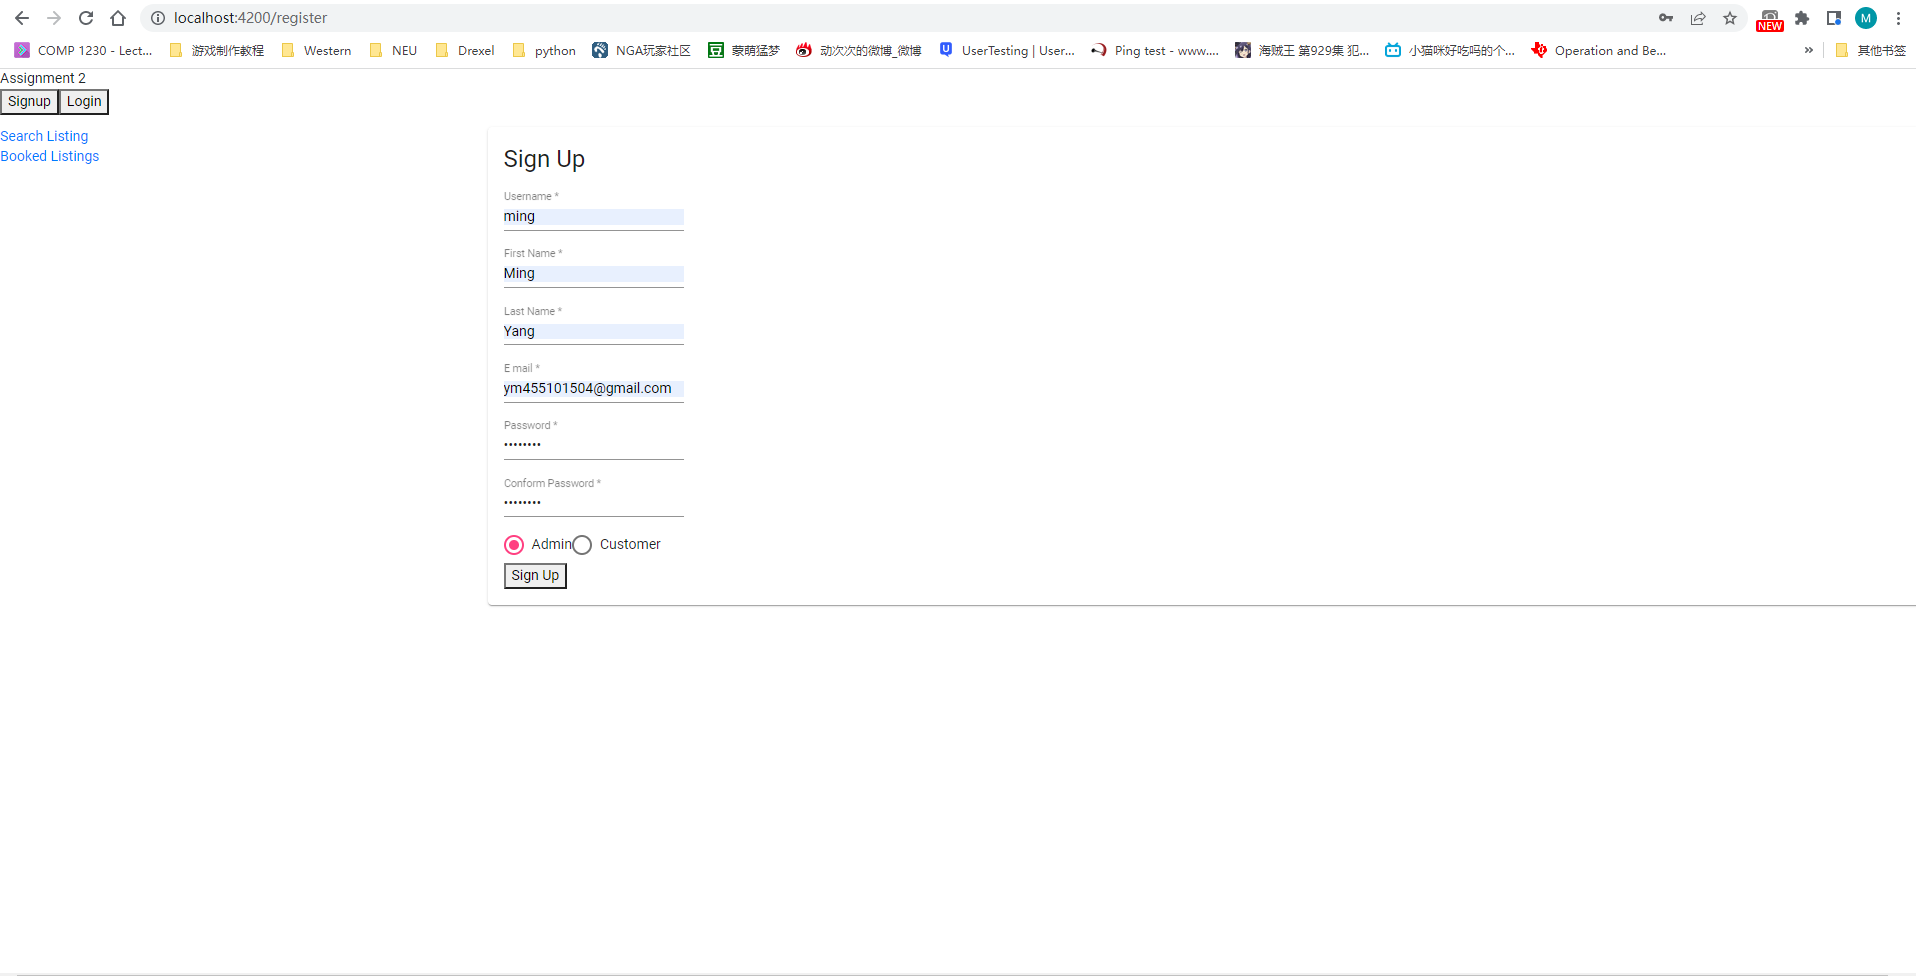 localhost:4200/register
NEW
M
COMP 1230 - Lect... 游戏制作教程 Western NEU Drexel python NGA玩家社区 豆 蒙萌猛梦 动次次的微博_微博 UserTesting | User... Ping test - www.... 海贼王 第929集 犯... 小猫咪好吃吗的个... Operation and Be... » 其他书签
Assignment 2
Signup Login
Search Listing
Booked Listings
Sign Up
Username *
ming
First Name *
Ming
Last Name *
Yang
E mail *
ym455101504@gmail.com
Password *
••••••••
Conform Password *
••••••••
Admin Customer
Sign Up